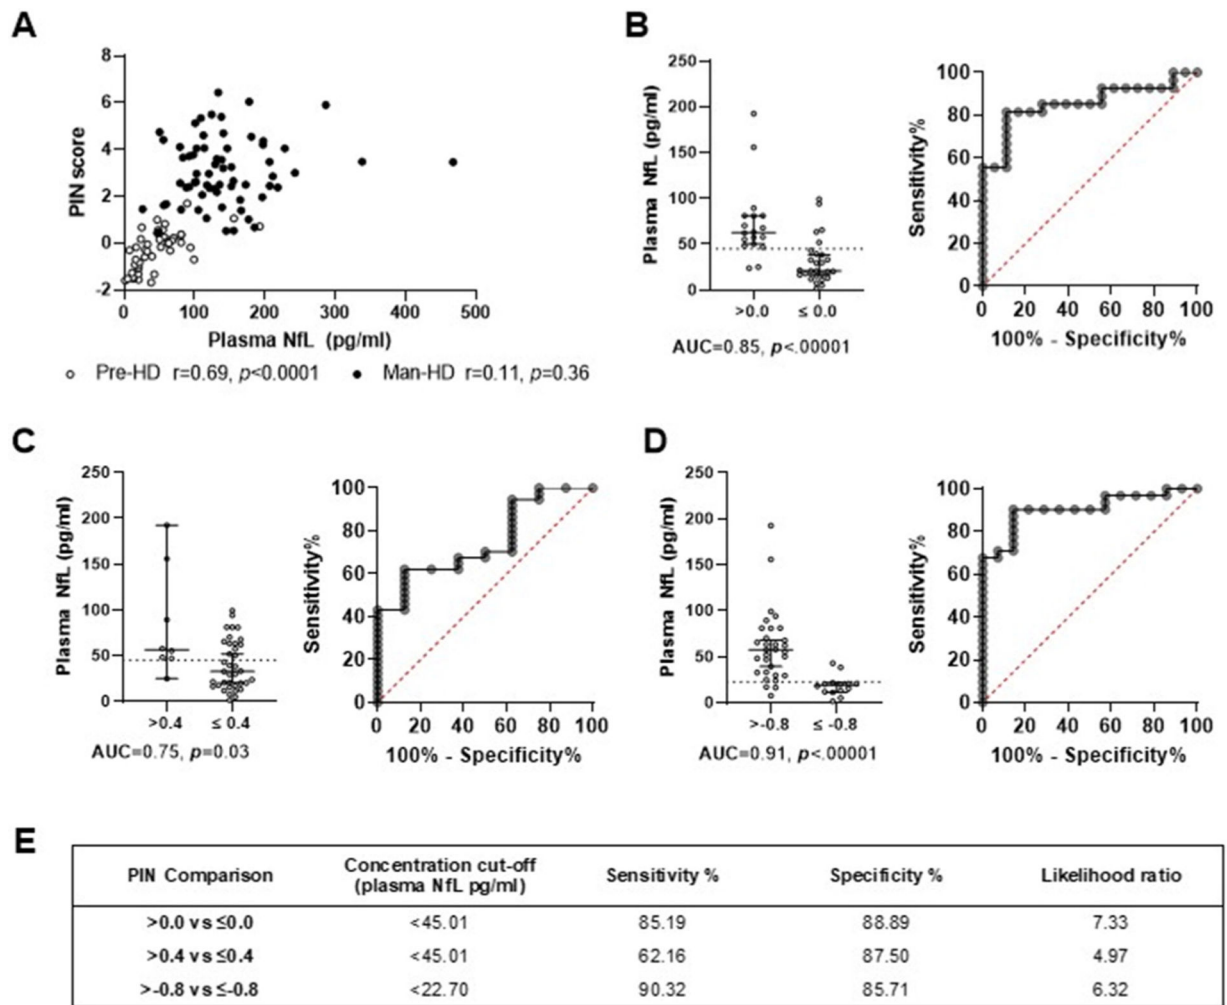 A
8
6
4
2
0
-2
PIN score
0 100 200 300 400 500
Plasma NfL (pg/ml)
Pre-HD r=0.69, p<0.0001 Man-HD r=0.11, p=0.36
B
250
200
150
100
50
0
Plasma NfL (pg/ml)
>0.0 ≤ 0.0
AUC=0.85, p<.00001
100
80
60
40
20
0
Sensitivity%
0 20 40 60 80 100
100% - Specificity%
C
250
200
150
100
50
0
Plasma NfL (pg/ml)
>0.4 ≤ 0.4
AUC=0.75, p=0.03
100
80
60
40
20
0
Sensitivity%
0 20 40 60 80 100
100% - Specificity%
D
250
200
150
100
50
0
Plasma NfL (pg/ml)
>-0.8 ≤ -0.8
AUC=0.91, p<.00001
100
80
60
40
20
0
Sensitivity%
0 20 40 60 80 100
100% - Specificity%
E
PIN Comparison Concentration cut-off (plasma NfL pg/ml) Sensitivity % Specificity % Likelihood ratio
>0.0 vs ≤0.0 <45.01 85.19 88.89 7.33
>0.4 vs ≤0.4 <45.01 62.16 87.50 4.97
>-0.8 vs ≤-0.8 <22.70 90.32 85.71 6.32